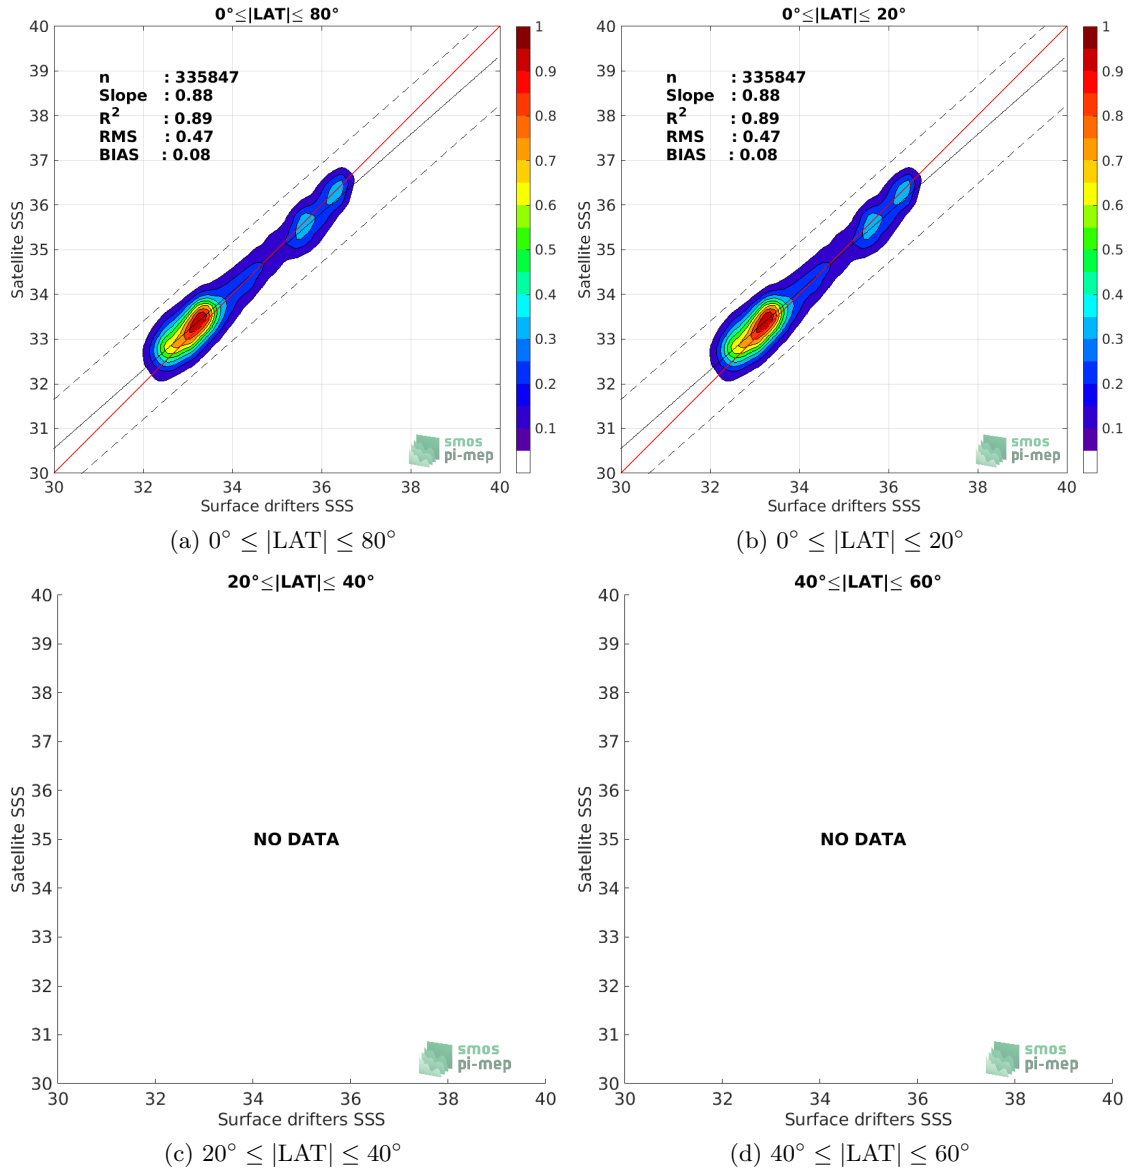 0°≤|LAT|≤ 80°
40
39
38
37
36
35
34
33
32
31
30
Satellite SSS
n : 335847
Slope : 0.88
R² : 0.89
RMS : 0.47
BIAS : 0.08
smos
pi-mep
30 32 34 36 38 40
Surface drifters SSS
1
0.9
0.8
0.7
0.6
0.5
0.4
0.3
0.2
0.1
(a) 0° ≤ |LAT| ≤ 80°
0°≤|LAT|≤ 20°
40
39
38
37
36
35
34
33
32
31
30
Satellite SSS
n : 335847
Slope : 0.88
R² : 0.89
RMS : 0.47
BIAS : 0.08
smos
pi-mep
30 32 34 36 38 40
Surface drifters SSS
1
0.9
0.8
0.7
0.6
0.5
0.4
0.3
0.2
0.1
(b) 0° ≤ |LAT| ≤ 20°
20°≤|LAT|≤ 40°
40
39
38
37
36
35
34
33
32
31
30
Satellite SSS
NO DATA
smos
pi-mep
30 32 34 36 38 40
Surface drifters SSS
(c) 20° ≤ |LAT| ≤ 40°
40°≤|LAT|≤ 60°
40
39
38
37
36
35
34
33
32
31
30
Satellite SSS
NO DATA
smos
pi-mep
30 32 34 36 38 40
Surface drifters SSS
(d) 40° ≤ |LAT| ≤ 60°